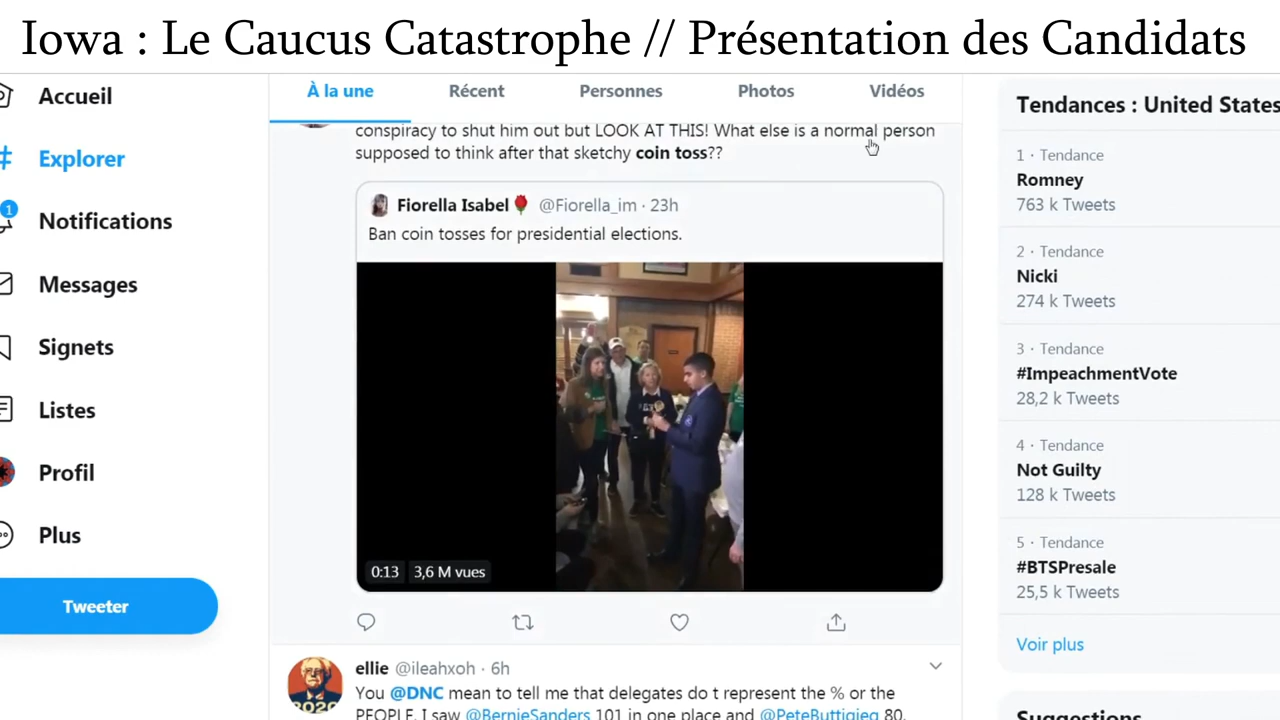 Iowa : Le Caucus Catastrophe // Présentation des Candidats
Accueil
Explorer
1
Notifications
Messages
Signets
Listes
Profil
Plus
Tweeter
À la une
Récent
Personnes
Photos
Vidéos
conspiracy to shut him out but LOOK AT THIS! What else is a normal person
supposed to think after that sketchy coin toss??
Fiorella Isabel🌹 @Fiorella_im · 23h
Ban coin tosses for presidential elections.
0:13
3,6 M vues
ellie @ileahxoh · 6h
2020
You @DNC mean to tell me that delegates do t represent the % or the
PEOPLE. I saw @BernieSanders 101 in one place and @PeteButtigieg 80.
Tendances : United States
1 · Tendance
Romney
763 k Tweets
2 · Tendance
Nicki
274 k Tweets
3 · Tendance
#ImpeachmentVote
28,2 k Tweets
4 · Tendance
Not Guilty
128 k Tweets
5 · Tendance
#BTSPresale
25,5 k Tweets
Voir plus
Suggestions